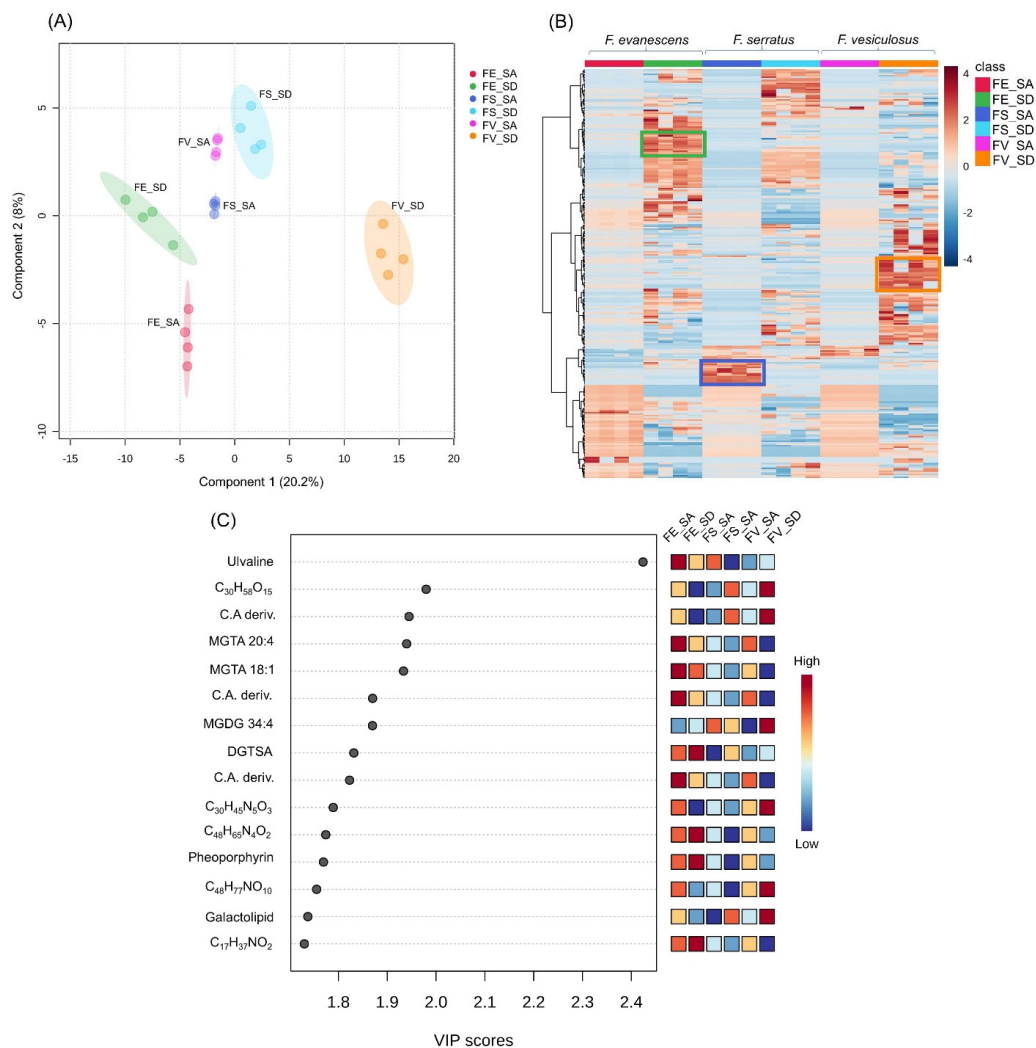 (A)
FS_SD
FV_SA
FE_SD
FS_SA
FV_SD
FE_SA
5
0
-5
-10
-15
-10
-5
0
5
10
15
20
Component 2 (8%)
Component 1 (20.2%)
FE_SA
FE_SD
FS_SA
FS_SD
FV_SA
FV_SD
(B)
F. evanescens
F. serratus
F. vesiculosus
4
2
0
-2
-4
class
FE_SA
FE_SD
FS_SA
FS_SD
FV_SA
FV_SD
(C)
FE_SA
FE_SD
FS_SA
FS_SA
FV_SA
FV_SD
Ulvaline
C₃₀H₅₈O₁₅
C.A deriv.
MGTA 20:4
MGTA 18:1
C.A. deriv.
MGDG 34:4
DGTSA
C.A. deriv.
C₃₀H₄₅N₅O₃
C₄₈H₆₅N₄O₂
Pheoporphyrin
C₄₈H₇₇NO₁₀
Galactolipid
C₁₇H₃₇NO₂
High
Low
1.8
1.9
2.0
2.1
2.2
2.3
2.4
VIP scores